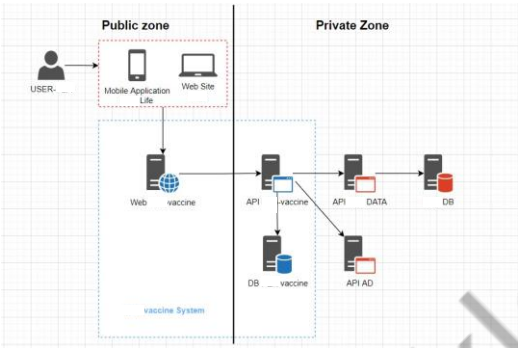 Public zone
Private Zone
USER-
Mobile Application
Life
Web Site
Web vaccine
API -vaccine
API DATA
DB
DB vaccine
API AD
vaccine System